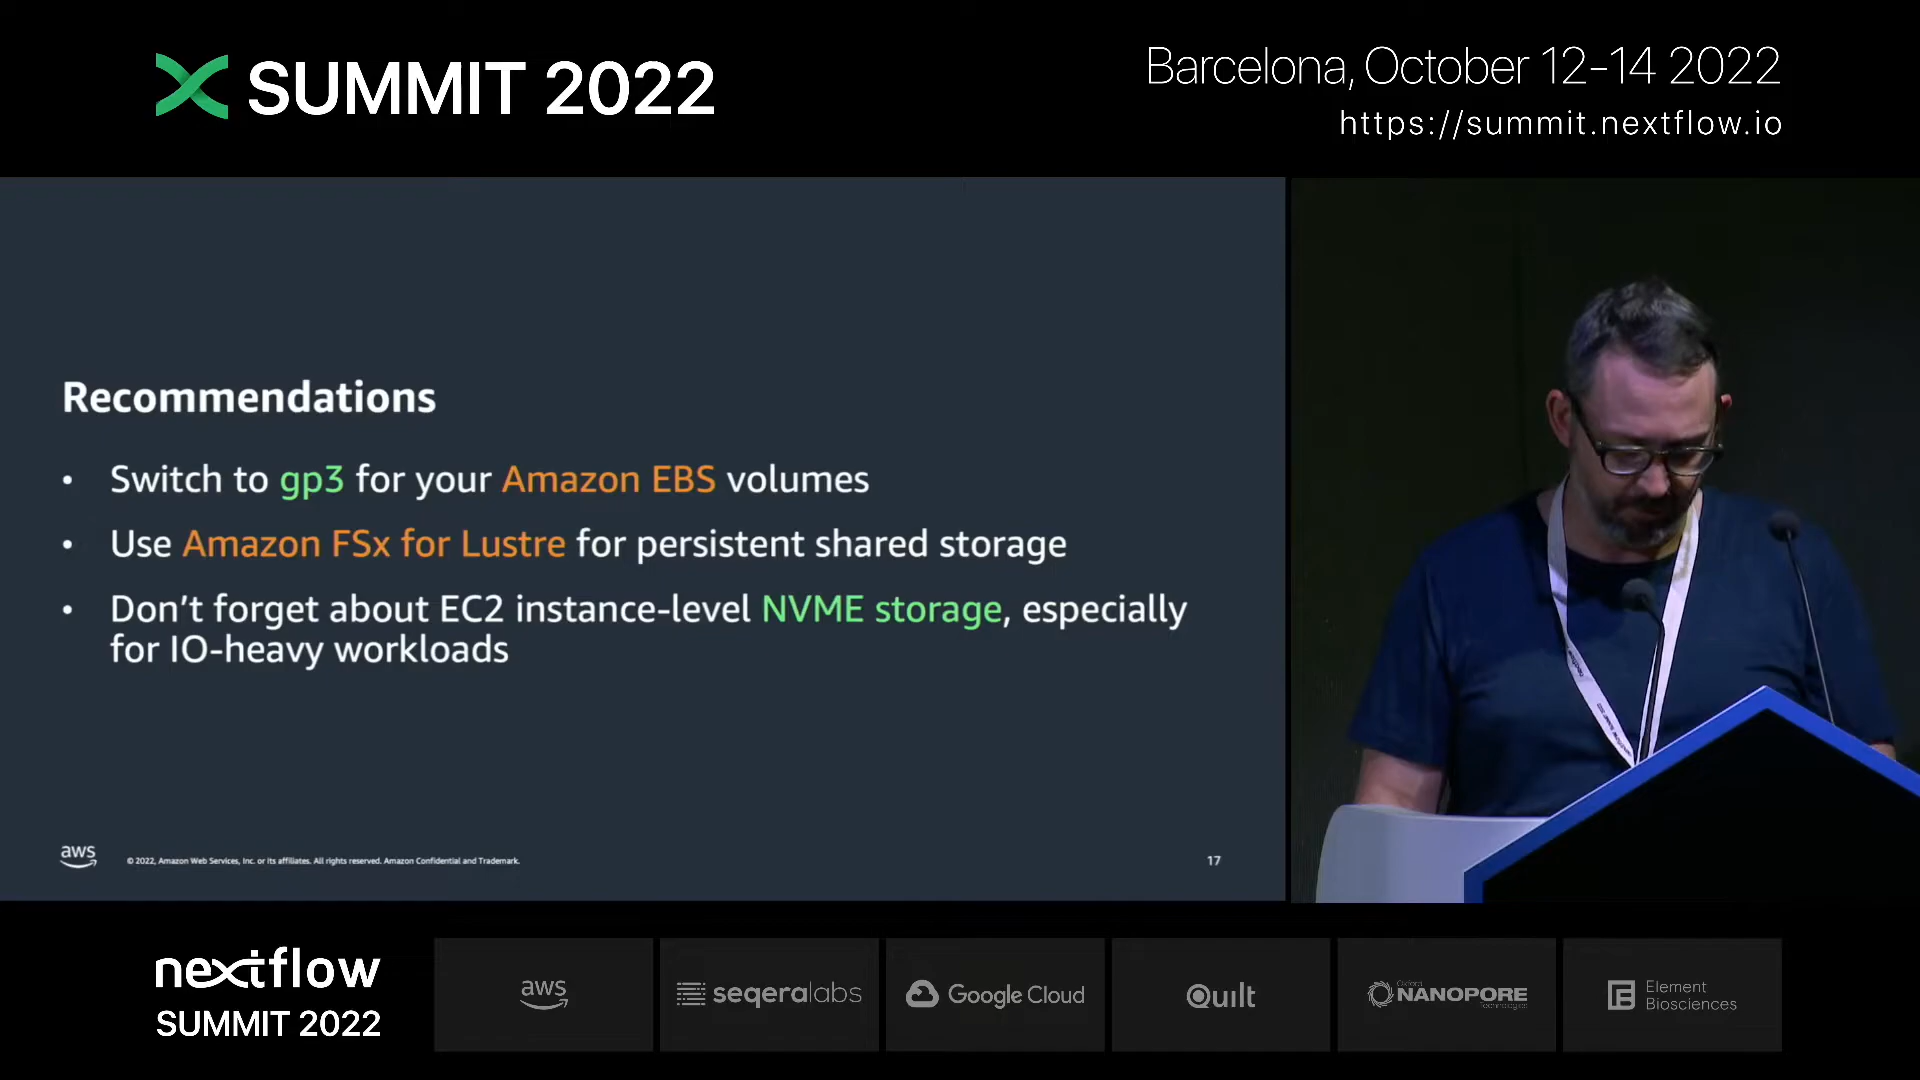 SUMMIT 2022
Barcelona, October 12-14 2022
https://summit.nextflow.io
Recommendations
• Switch to gp3 for your Amazon EBS volumes
• Use Amazon FSx for Lustre for persistent shared storage
• Don't forget about EC2 instance-level NVME storage, especially
for IO-heavy workloads
aws
© 2022, Amazon Web Services, Inc. or its affiliates. All rights reserved. Amazon Confidential and Trademark.
17
nextflow
SUMMIT 2022
aws
seqeralabs
Google Cloud
Quilt
Oxford
NANOPORE
Technologies
Element
Biosciences